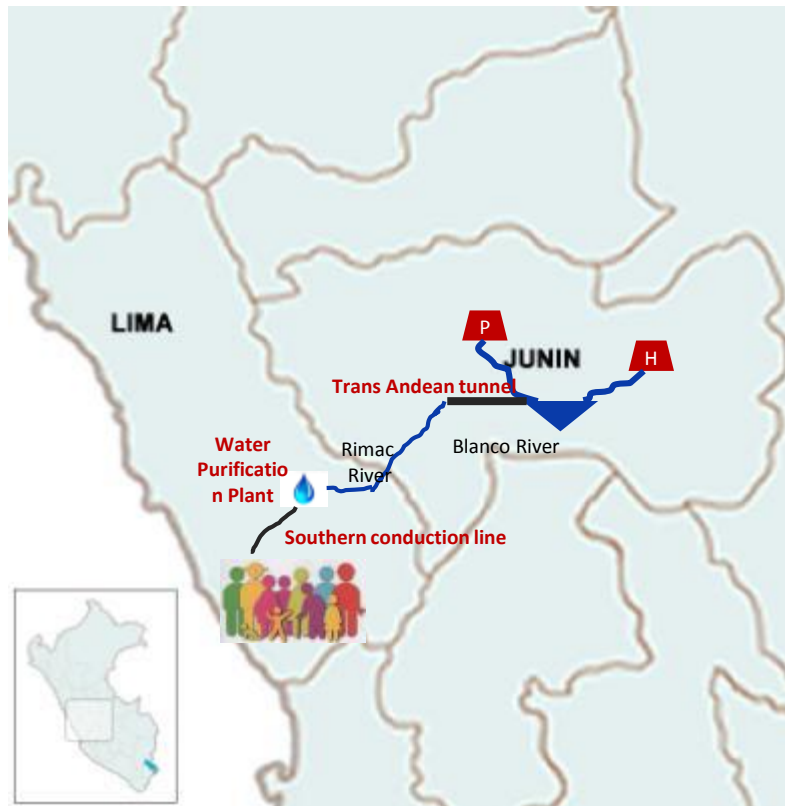 P
LIMA
JUNIN
H
Trans Andean tunnel
Rimac
River
Blanco River
Water
Purificatio
n Plant
Southern conduction line